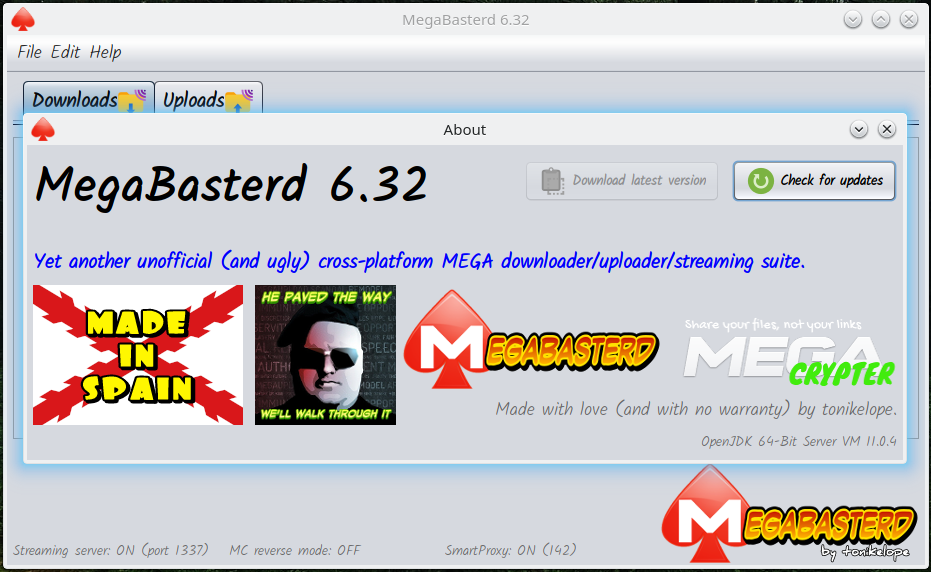 MegaBasterd 6.32
File Edit Help
Downloads Uploads
About
MegaBasterd 6.32
Download latest version
Check for updates
Yet another unofficial (and ugly) cross-platform MEGA downloader/uploader/streaming suite.
MADE
IN
SPAIN
HE PAVED THE WAY
WE'LL WALK THROUGH IT
MEGABASTERD
Share your files, not your links
MEGA
CRYPTER
Made with love (and with no warranty) by tonikelope.
OpenJDK 64-Bit Server VM 11.0.4
MEGABASTERD
by tonikelope
Streaming server: ON (port 1337) MC reverse mode: OFF SmartProxy: ON (142)